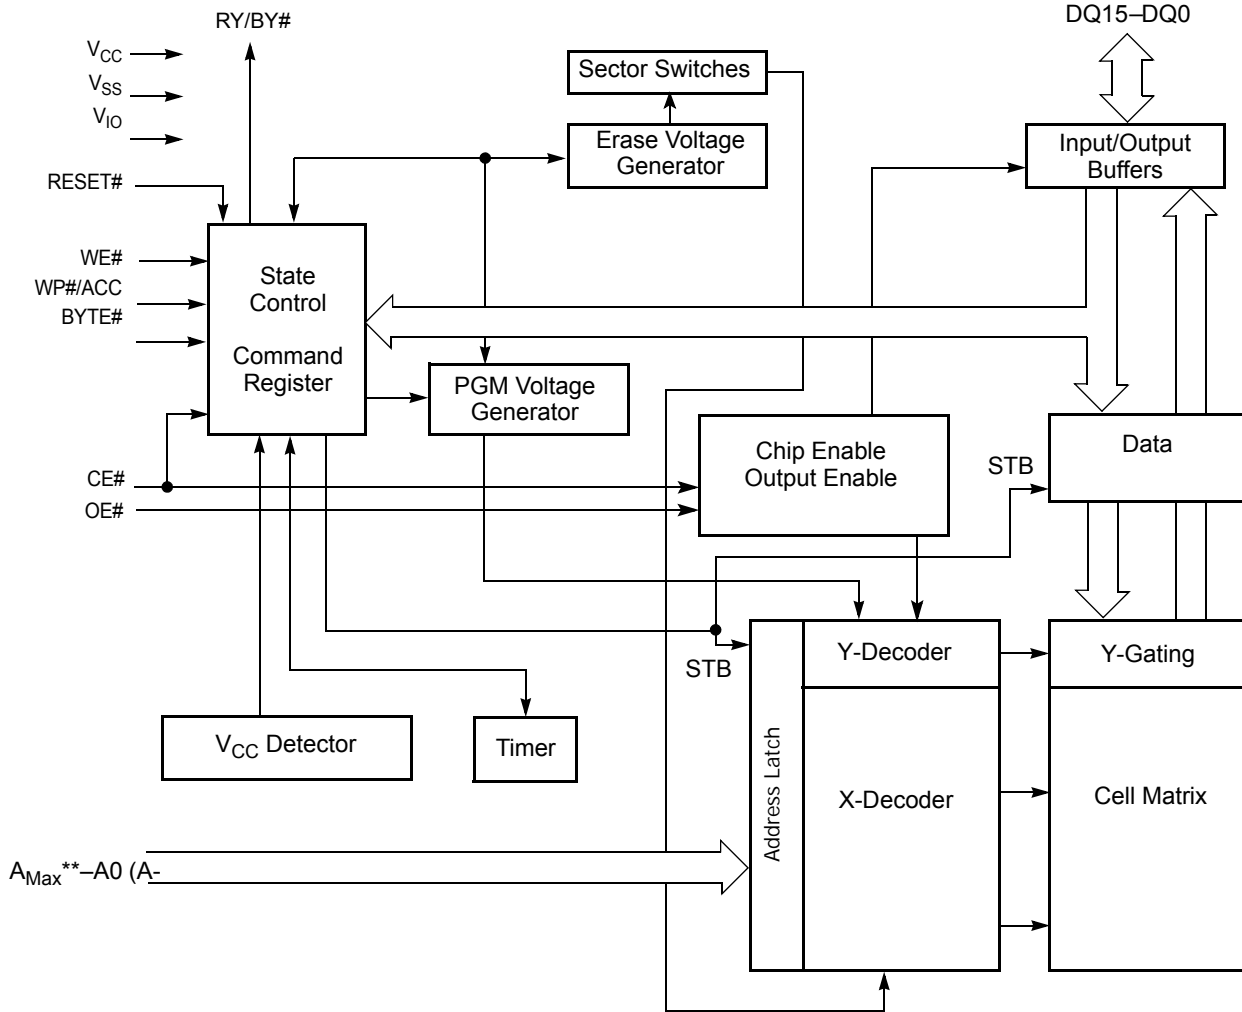 RY/BY#
DQ15–DQ0
VCC
VSS
VIO
Sector Switches
Erase Voltage
Generator
Input/Output
Buffers
RESET#
WE#
WP#/ACC
BYTE#
State
Control
Command
Register
PGM Voltage
Generator
Chip Enable
Output Enable
Data
STB
CE#
OE#
STB
Y-Decoder
Y-Gating
VCC Detector
Timer
Address Latch
X-Decoder
Cell Matrix
AMax**–A0 (A-